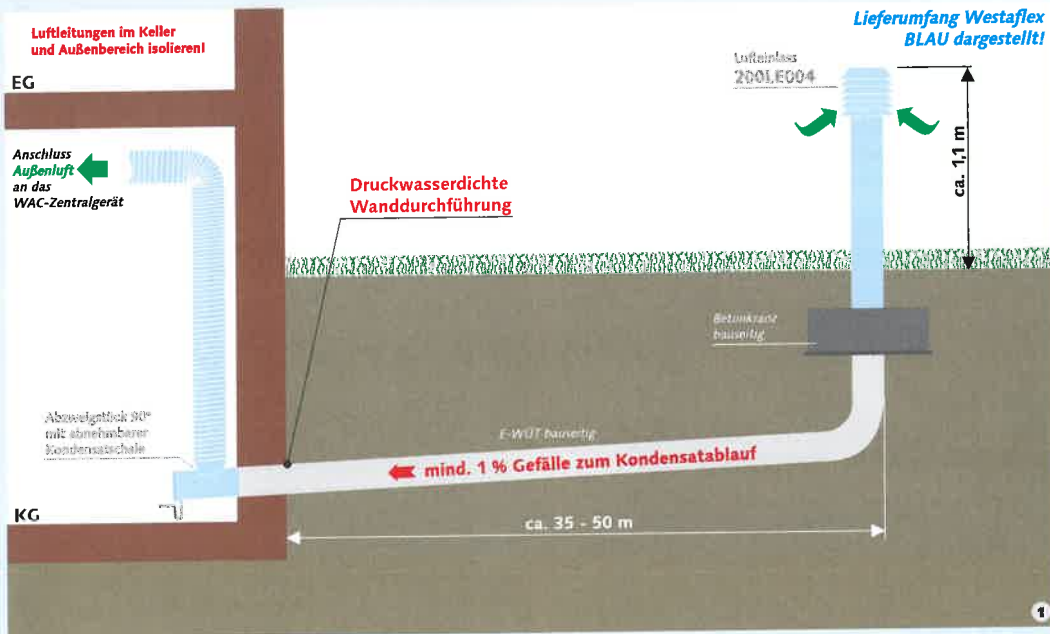 Luftleitungen im Keller
und Außenbereich isolieren!
Lieferumfang Westaflex
BLAU dargestellt!
EG
Lufteinlass
200LE004
Anschluss
Außenluft
an das
WAC-Zentralgerät
ca. 1,1 m
Druckwasserdichte
Wanddurchführung
Betonkranz
bauseitig
Abzweigstück 90°
mit abnehmbarer
Kondensatschale
E-WÜT bauseitig
mind. 1 % Gefälle zum Kondensatablauf
KG
ca. 35 - 50 m
1